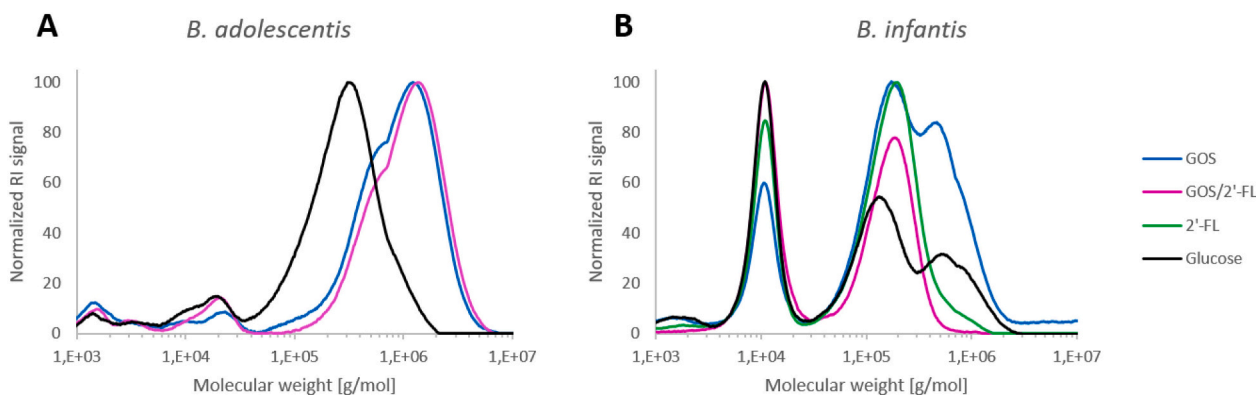 A
B. adolescentis
Normalized RI signal
100
80
60
40
20
0
1,E+03
1,E+04
1,E+05
1,E+06
1,E+07
Molecular weight [g/mol]
B
B. infantis
Normalized RI signal
100
80
60
40
20
0
1,E+03
1,E+04
1,E+05
1,E+06
1,E+07
Molecular weight [g/mol]
GOS
GOS/2'-FL
2'-FL
Glucose